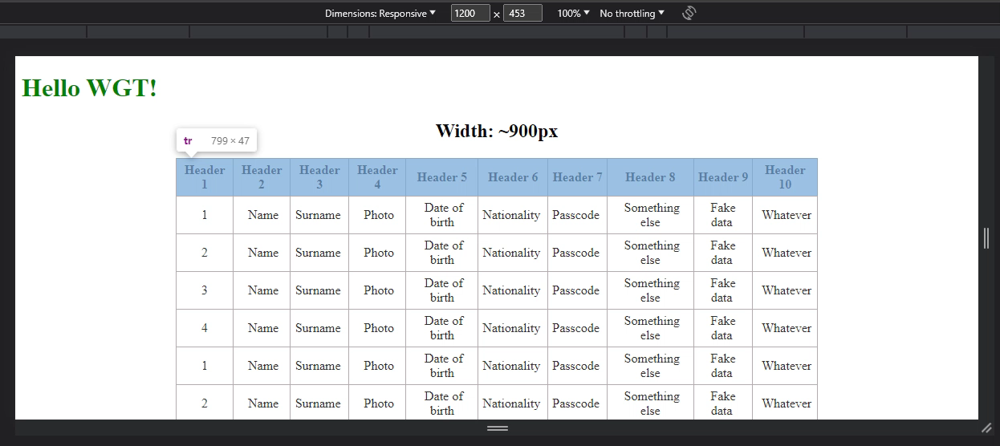 Dimensions: Responsive 1200 x 453 100% No throttling
Hello WGT!
Width: ~900px
tr 799 × 47
Header 1 Header 2 Header 3 Header 4 Header 5 Header 6 Header 7 Header 8 Header 9 Header 10
1 Name Surname Photo Date of birth Nationality Passcode Something else Fake data Whatever
2 Name Surname Photo Date of birth Nationality Passcode Something else Fake data Whatever
3 Name Surname Photo Date of birth Nationality Passcode Something else Fake data Whatever
4 Name Surname Photo Date of birth Nationality Passcode Something else Fake data Whatever
1 Name Surname Photo Date of birth Nationality Passcode Something else Fake data Whatever
2 Name Surname Photo Date of birth Nationality Passcode Something else Fake data Whatever